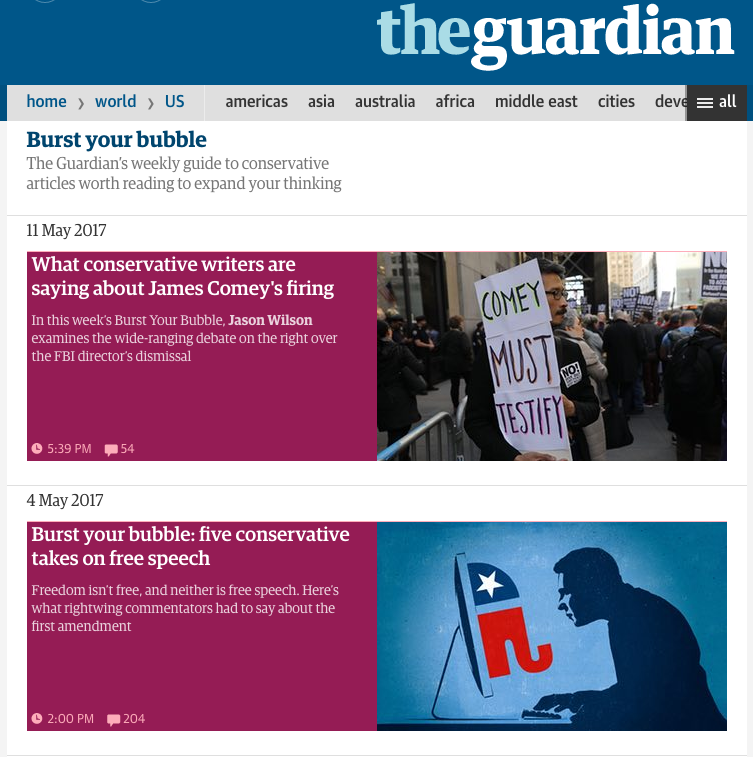 theguardian
home world US americas asia australia africa middle east cities deve all
Burst your bubble
The Guardian's weekly guide to conservative
articles worth reading to expand your thinking
11 May 2017
What conservative writers are
saying about James Comey's firing
In this week's Burst Your Bubble, Jason Wilson
examines the wide-ranging debate on the right over
the FBI director's dismissal
5:39 PM 54
COMEY
MUST
TESTIFY
NO!
NO!
4 May 2017
Burst your bubble: five conservative
takes on free speech
Freedom isn't free, and neither is free speech. Here's
what rightwing commentators had to say about the
first amendment
2:00 PM 204